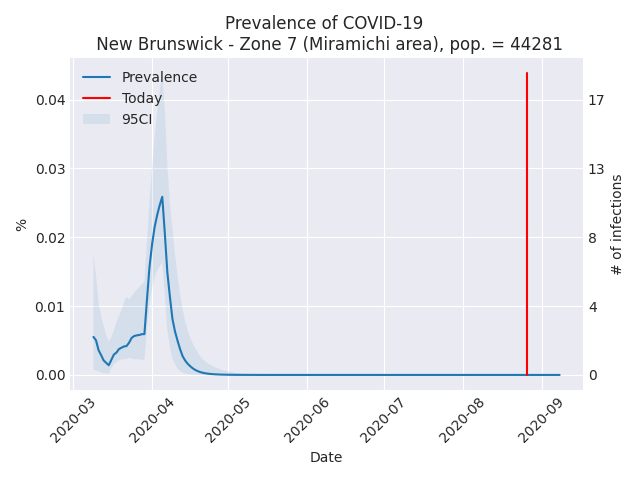 Prevalence of COVID-19
New Brunswick - Zone 7 (Miramichi area), pop. = 44281
Prevalence
Today
95CI
0.04
0.03
0.02
0.01
0.00
%
17
13
8
4
0
# of infections
2020-03
2020-04
2020-05
2020-06
2020-07
2020-08
2020-09
Date